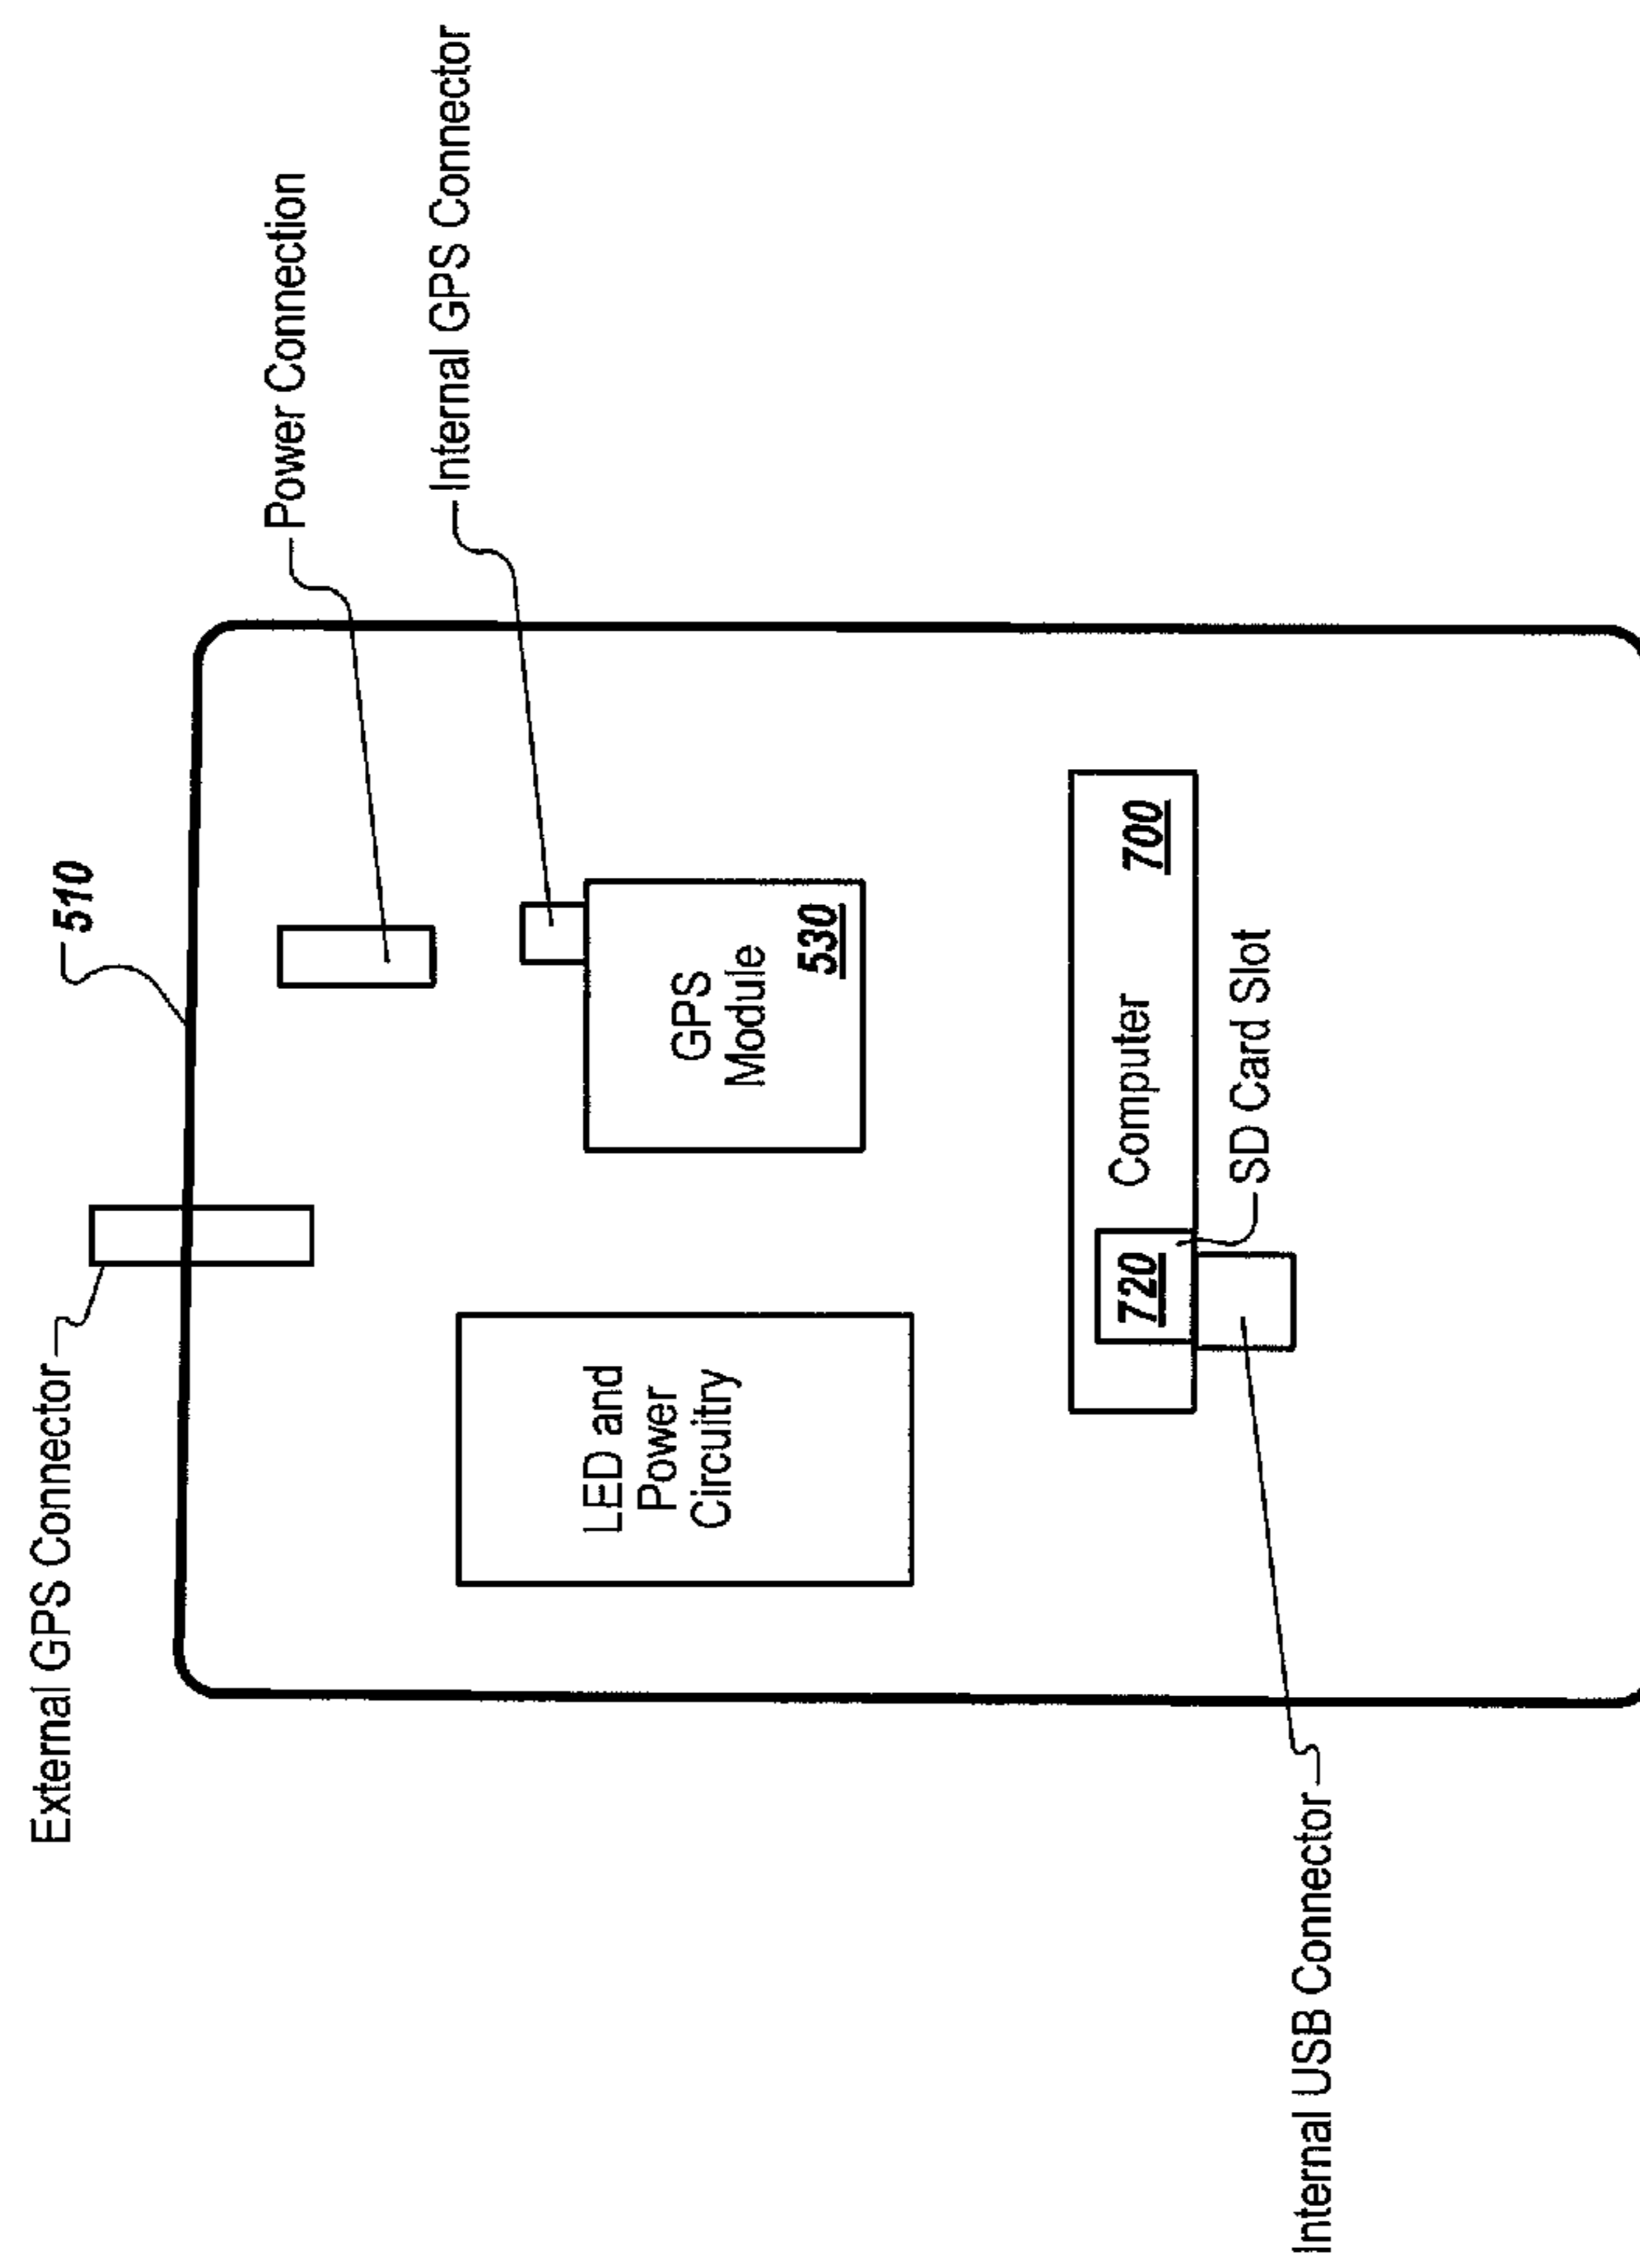 External GPS Connector
510
Power Connection
Internal GPS Connector
LED and
Power
Circuitry
GPS
Module
530
Computer
700
720
SD Card Slot
Internal USB Connector